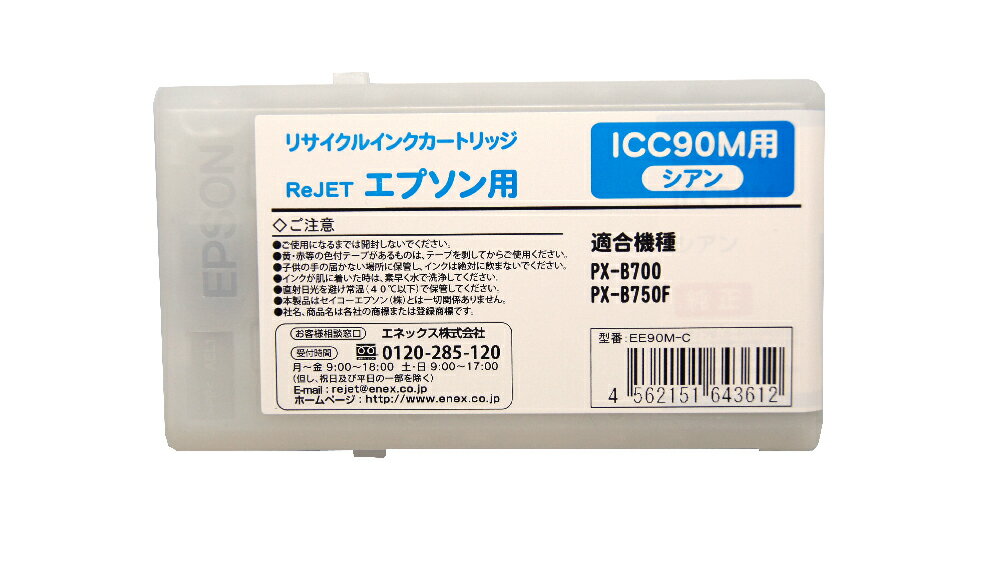 EPSON
リサイクルインクカートリッジ
ReJET エプソン用
ICC90M用
シアン
◇ご注意
●ご使用になるまでは開封しないでください。
●黄・赤等の色付テープがあるものは、テープを剥してからご使用ください。
●子供の手の届かない場所に保管し、インクは絶対に飲まないでください。
●インクが肌に着いた時は、素早く水で洗浄してください。
●直射日光を避け常温(40℃以下)で保管してください。
●本製品はセイコーエプソン(株)とは一切関係ありません。
●社名、商品名は各社の商標または登録商標です。
お客様相談窓口 エネックス株式会社
受付時間 0120-285-120
月～金 9:00～18:00 土・日 9:00～17:00
(但し、祝日及び平日の一部を除く)
E-mail : rejet@enex.co.jp
ホームページ : http://www.enex.co.jp
適合機種
PX-B700
PX-B750F
型番:EE90M-C
4 562151 643612